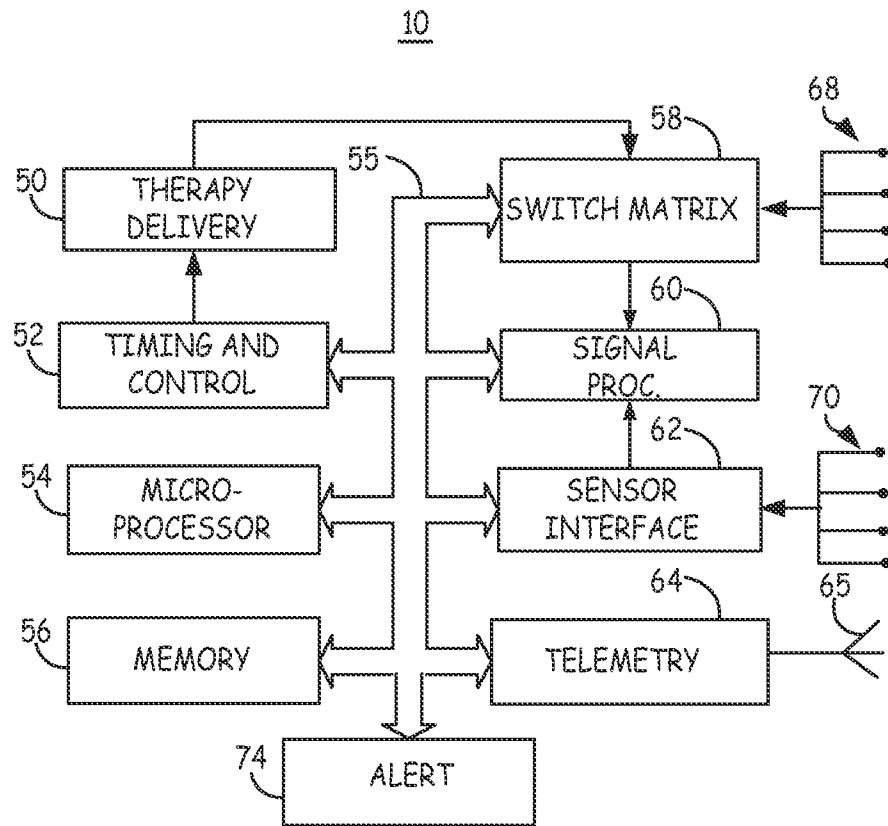 10
68
58
55
50
THERAPY
DELIVERY
SWITCH MATRIX
60
52
TIMING AND
CONTROL
SIGNAL
PROC.
70
62
54
MICRO-
PROCESSOR
SENSOR
INTERFACE
64
65
56
MEMORY
TELEMETRY
74
ALERT